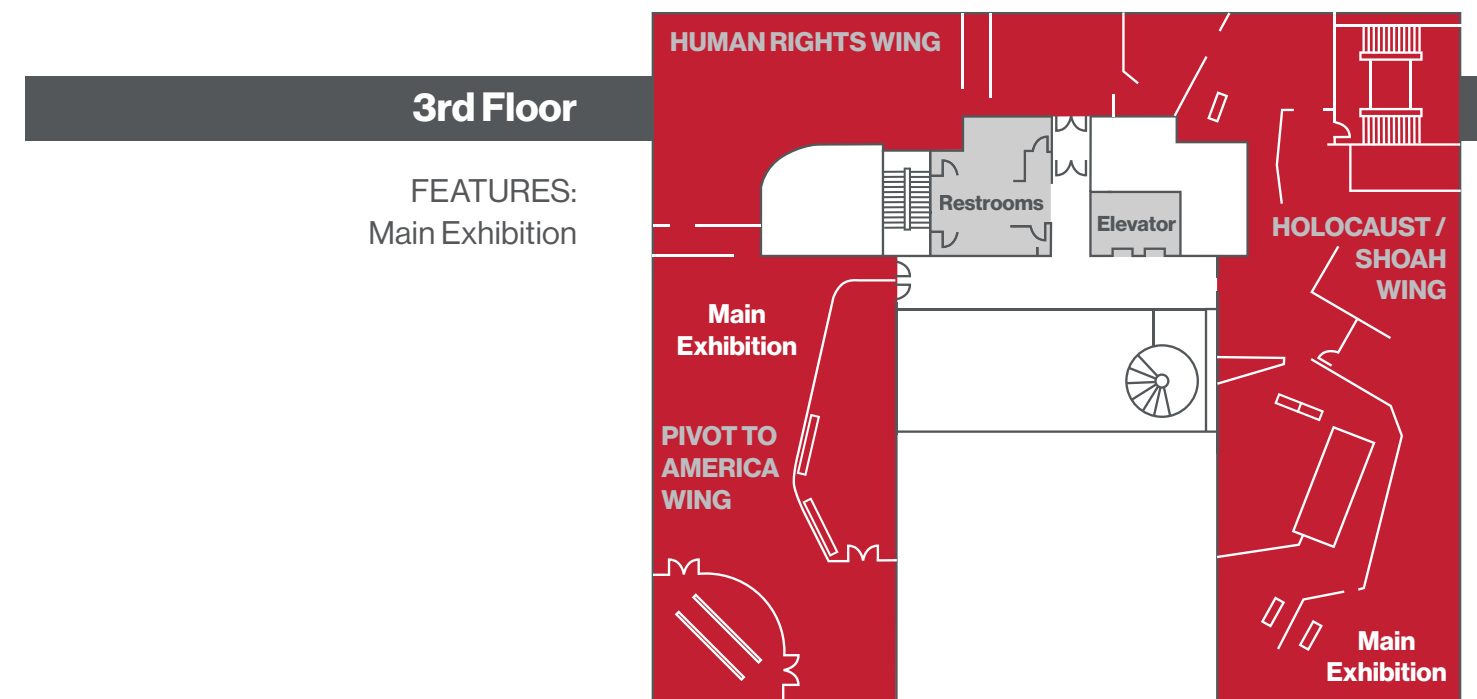 3rd Floor
FEATURES:
Main Exhibition
HUMAN RIGHTS WING
Restrooms
Elevator
HOLOCAUST /
SHOAH
WING
Main
Exhibition
PIVOT TO
AMERICA
WING
Main
Exhibition